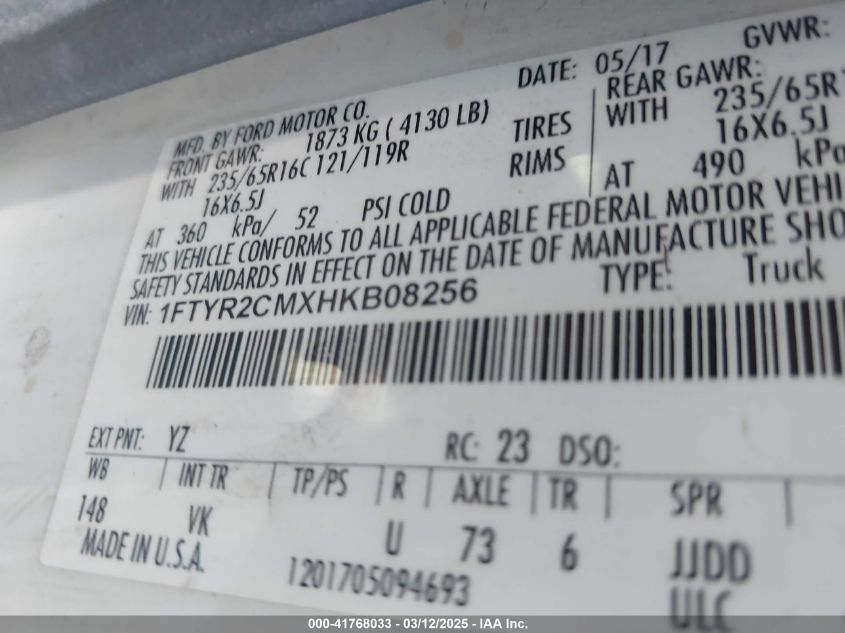 MFD. BY FORD MOTOR CO. DATE: 05/17 GVWR:
FRONT GAWR: 1873 KG ( 4130 LB) REAR GAWR:
WITH 235/65R16C 121/119R TIRES WITH 235/65R
16X6.5J RIMS 16X6.5J
AT 360 kPa/ 52 PSI COLD AT 490 kPa
THIS VEHICLE CONFORMS TO ALL APPLICABLE FEDERAL MOTOR VEHI
SAFETY STANDARDS IN EFFECT ON THE DATE OF MANUFACTURE SHO
VIN: 1FTYR2CMXHKB08256 TYPE: Truck
EXT PNT: YZ RC: 23 DSO:
WB INT TR TP/PS R AXLE TR SPR
148 VK U 73 6 JJDD
MADE IN U.S.A. 1201705094693 ULC
000-41768033 - 03/12/2025 - IAA Inc.